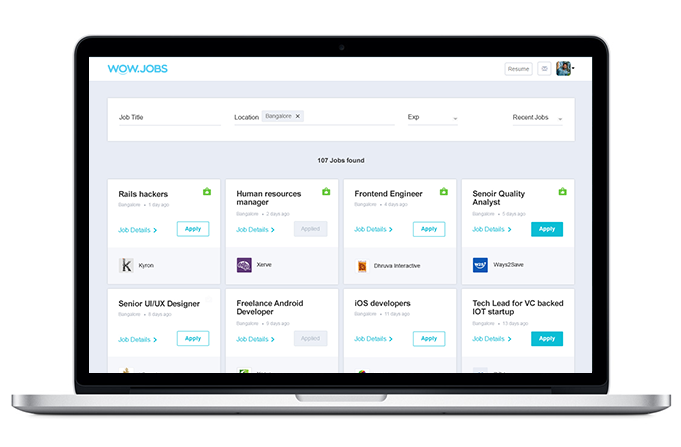 WOW.JOBS
Resume
Job Title
Location Bangalore ×
Exp
Recent Jobs
107 Jobs found
Rails hackers
Bangalore • 1 day ago
Job Details >
Apply
Kyron
Human resources
manager
Bangalore • 2 days ago
Job Details >
Applied
Xerve
Frontend Engineer
Bangalore • 4 days ago
Job Details >
Apply
Dhruva Interactive
Senoir Quality
Analyst
Bangalore • 5 days ago
Job Details >
Apply
Ways2Save
Senior UI/UX Designer
Bangalore • 6 days ago
Job Details >
Apply
Freelance Android
Developer
Bangalore • 9 days ago
Job Details >
Applied
iOS developers
Bangalore • 11 days ago
Job Details >
Apply
Tech Lead for VC backed
IOT startup
Bangalore • 13 days ago
Job Details >
Apply